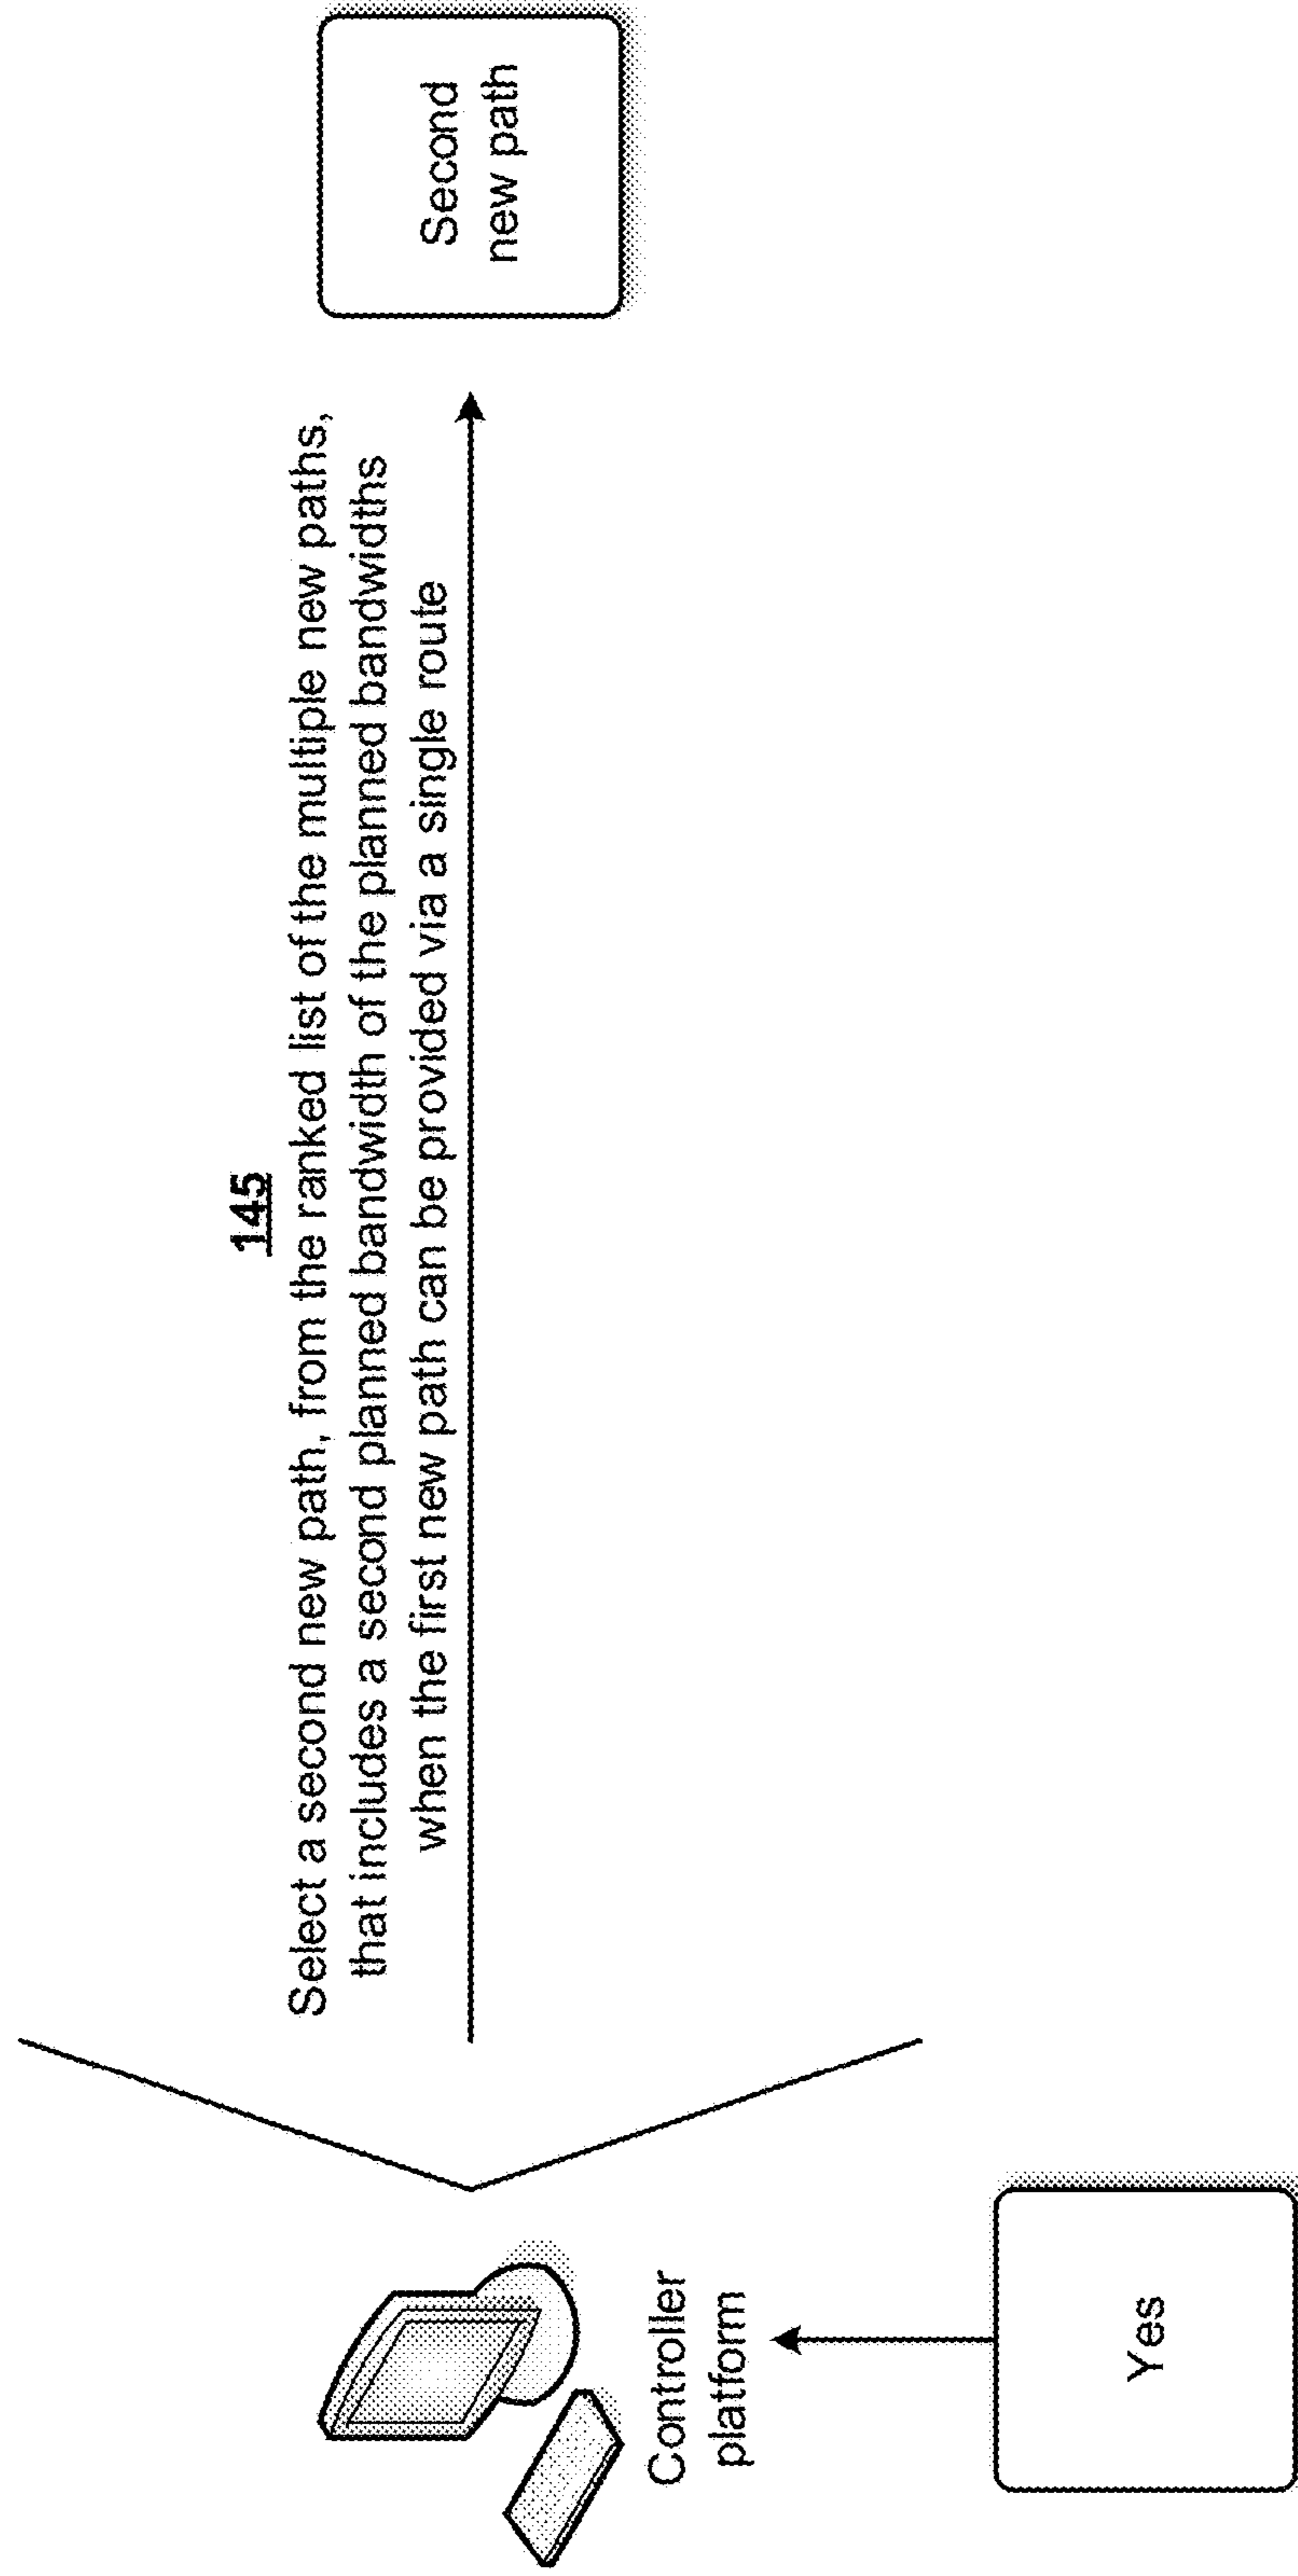 145
Select a second new path, from the ranked list of the multiple new paths,
that includes a second planned bandwidth of the planned bandwidths
when the first new path can be provided via a single route
Second
new path
Controller
platform
Yes